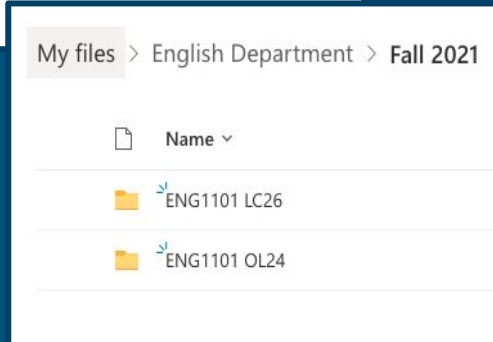 My files > English Department > Fall 2021
Name
ENG1101 LC26
ENG1101 OL24